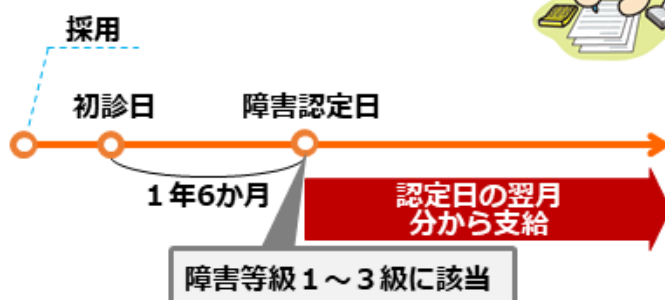 採用
初診日
障害認定日
１年6か月
認定日の翌月
分から支給
障害等級１～３級に該当